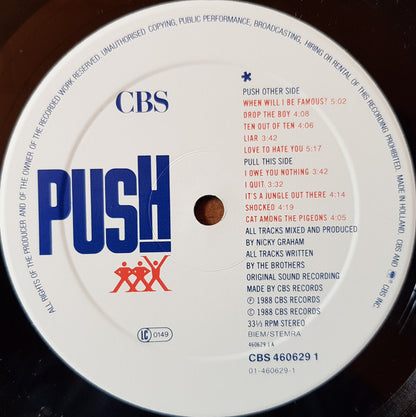 ALL RIGHTS OF THE PRODUCER AND OF THE OWNER OF THE RECORDED WORK RESERVED. UNAUTHORISED COPYING, PUBLIC PERFORMANCE, BROADCASTING, HIRING OR RENTAL OF THIS RECORDING PROHIBITED. MADE IN HOLLAND. CBS AND ARE CBS INC.
CBS
PUSH
LC 0149
*
PUSH OTHER SIDE
WHEN WILL I BE FAMOUS? 5:02
DROP THE BOY 4:08
TEN OUT OF TEN 4:06
LIAR 3:42
LOVE TO HATE YOU 5:17
PULL THIS SIDE
I OWE YOU NOTHING 3:42
I QUIT 3:32
IT'S A JUNGLE OUT THERE 4:14
SHOCKED 4:19
CAT AMONG THE PIGEONS 4:05
ALL TRACKS MIXED AND PRODUCED
BY NICKY GRAHAM
ALL TRACKS WRITTEN
BY THE BROTHERS
ORIGINAL SOUND RECORDING
MADE BY CBS RECORDS
℗ 1988 CBS RECORDS
© 1988 CBS RECORDS
33⅓ RPM STEREO
BIEM/STEMRA
460629 1 A
CBS 460629 1
01-460629-1